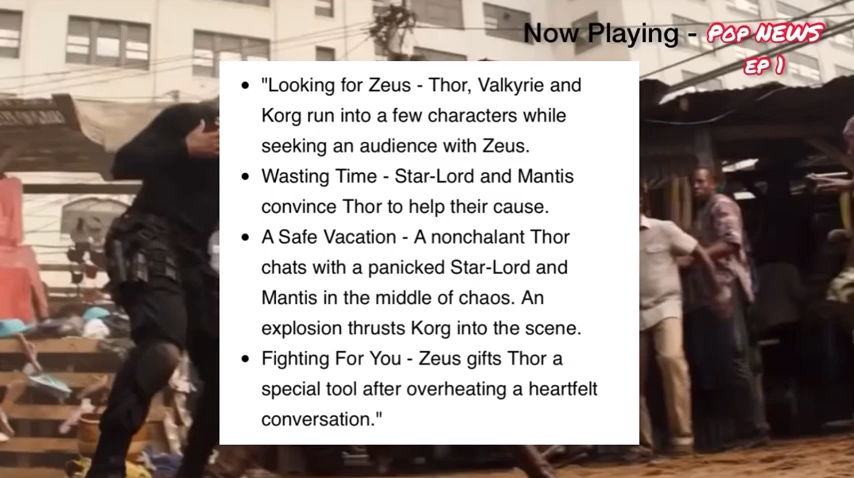 Now Playing - POP NEWS
EP 1
• "Looking for Zeus - Thor, Valkyrie and
Korg run into a few characters while
seeking an audience with Zeus.
• Wasting Time - Star-Lord and Mantis
convince Thor to help their cause.
• A Safe Vacation - A nonchalant Thor
chats with a panicked Star-Lord and
Mantis in the middle of chaos. An
explosion thrusts Korg into the scene.
• Fighting For You - Zeus gifts Thor a
special tool after overheating a heartfelt
conversation."